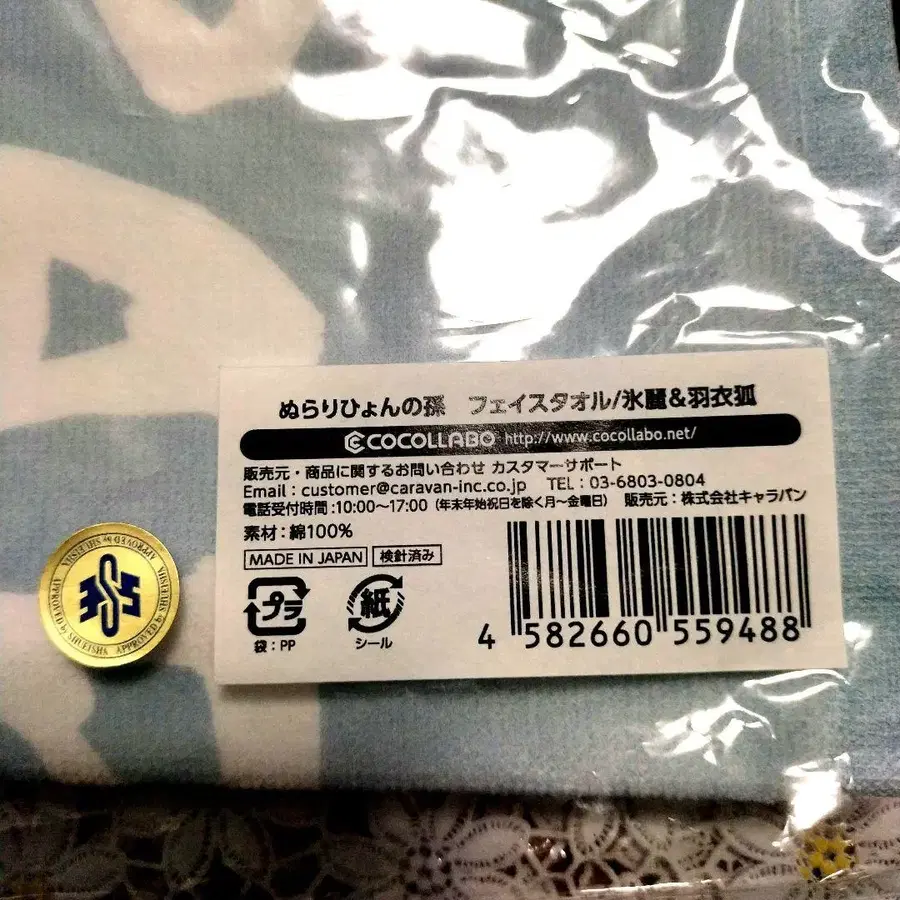 ぬらりひょんの孫 フェイスタオル/氷麗&羽衣狐
COCOLLABO http://www.cocollabo.net/
販売元・商品に関するお問い合わせ カスタマーサポート
Email : customer@caravan-inc.co.jp TEL : 03-6803-0804
電話受付時間 :10:00〜17:00 (年末年始祝日を除く月〜金曜日) 販売元 : 株式会社キャラバン
素材 : 綿100%
MADE IN JAPAN 検針済み
プラ 紙
袋 : PP シール
4 582660 559488
APPROVED by SHUEISHA APPROVED by SHUEISHA APPROVED by SHUEISHA